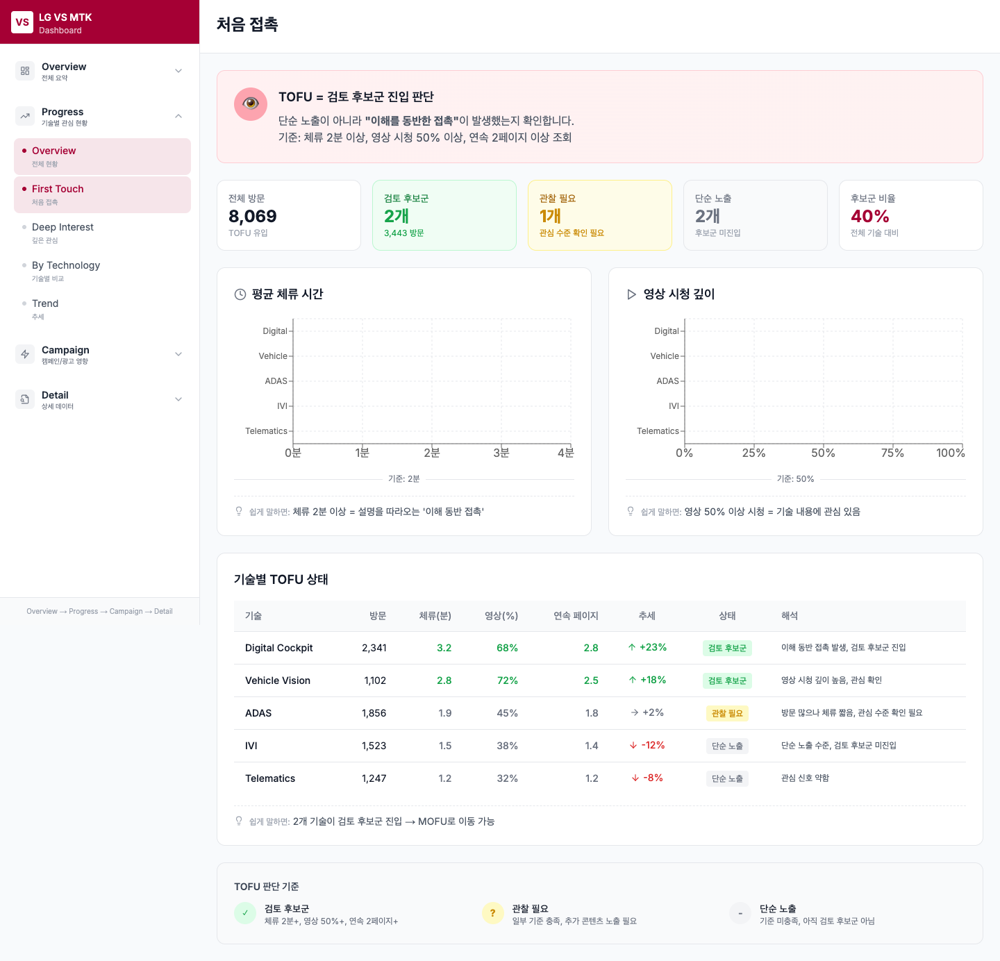 VS
LG VS MTK
Dashboard
Overview
전체 요약
Progress
기술별 관심 현황
Overview
전체 현황
First Touch
처음 접촉
Deep Interest
깊은 관심
By Technology
기술별 비교
Trend
추세
Campaign
캠페인/광고 영향
Detail
상세 데이터
Overview → Progress → Campaign → Detail
처음 접촉
TOFU = 검토 후보군 진입 판단
단순 노출이 아니라 "이해를 동반한 접촉"이 발생했는지 확인합니다.
기준: 체류 2분 이상, 영상 시청 50% 이상, 연속 2페이지 이상 조회
전체 방문
8,069
TOFU 유입
검토 후보군
2개
3,443 방문
관찰 필요
1개
관심 수준 확인 필요
단순 노출
2개
후보군 미진입
후보군 비율
40%
전체 기술 대비
평균 체류 시간
Digital
Vehicle
ADAS
IVI
Telematics
0분 1분 2분 3분 4분
기준: 2분
쉽게 말하면: 체류 2분 이상 = 설명을 따라오는 '이해 동반 접촉'
영상 시청 깊이
Digital
Vehicle
ADAS
IVI
Telematics
0% 25% 50% 75% 100%
기준: 50%
쉽게 말하면: 영상 50% 이상 시청 = 기술 내용에 관심 있음
기술별 TOFU 상태
기술 방문 체류(분) 영상(%) 연속 페이지 추세 상태 해석
Digital Cockpit 2,341 3.2 68% 2.8 ↑ +23% 검토 후보군 이해 동반 접촉 발생, 검토 후보군 진입
Vehicle Vision 1,102 2.8 72% 2.5 ↑ +18% 검토 후보군 영상 시청 깊이 높음, 관심 확인
ADAS 1,856 1.9 45% 1.8 → +2% 관찰 필요 방문 많으나 체류 짧음, 관심 수준 확인 필요
IVI 1,523 1.5 38% 1.4 ↓ -12% 단순 노출 단순 노출 수준, 검토 후보군 미진입
Telematics 1,247 1.2 32% 1.2 ↓ -8% 단순 노출 관심 신호 약함
쉽게 말하면: 2개 기술이 검토 후보군 진입 → MOFU로 이동 가능
TOFU 판단 기준
✓ 검토 후보군
체류 2분+, 영상 50%+, 연속 2페이지+
? 관찰 필요
일부 기준 충족, 추가 콘텐츠 노출 필요
- 단순 노출
기준 미충족, 아직 검토 후보군 아님